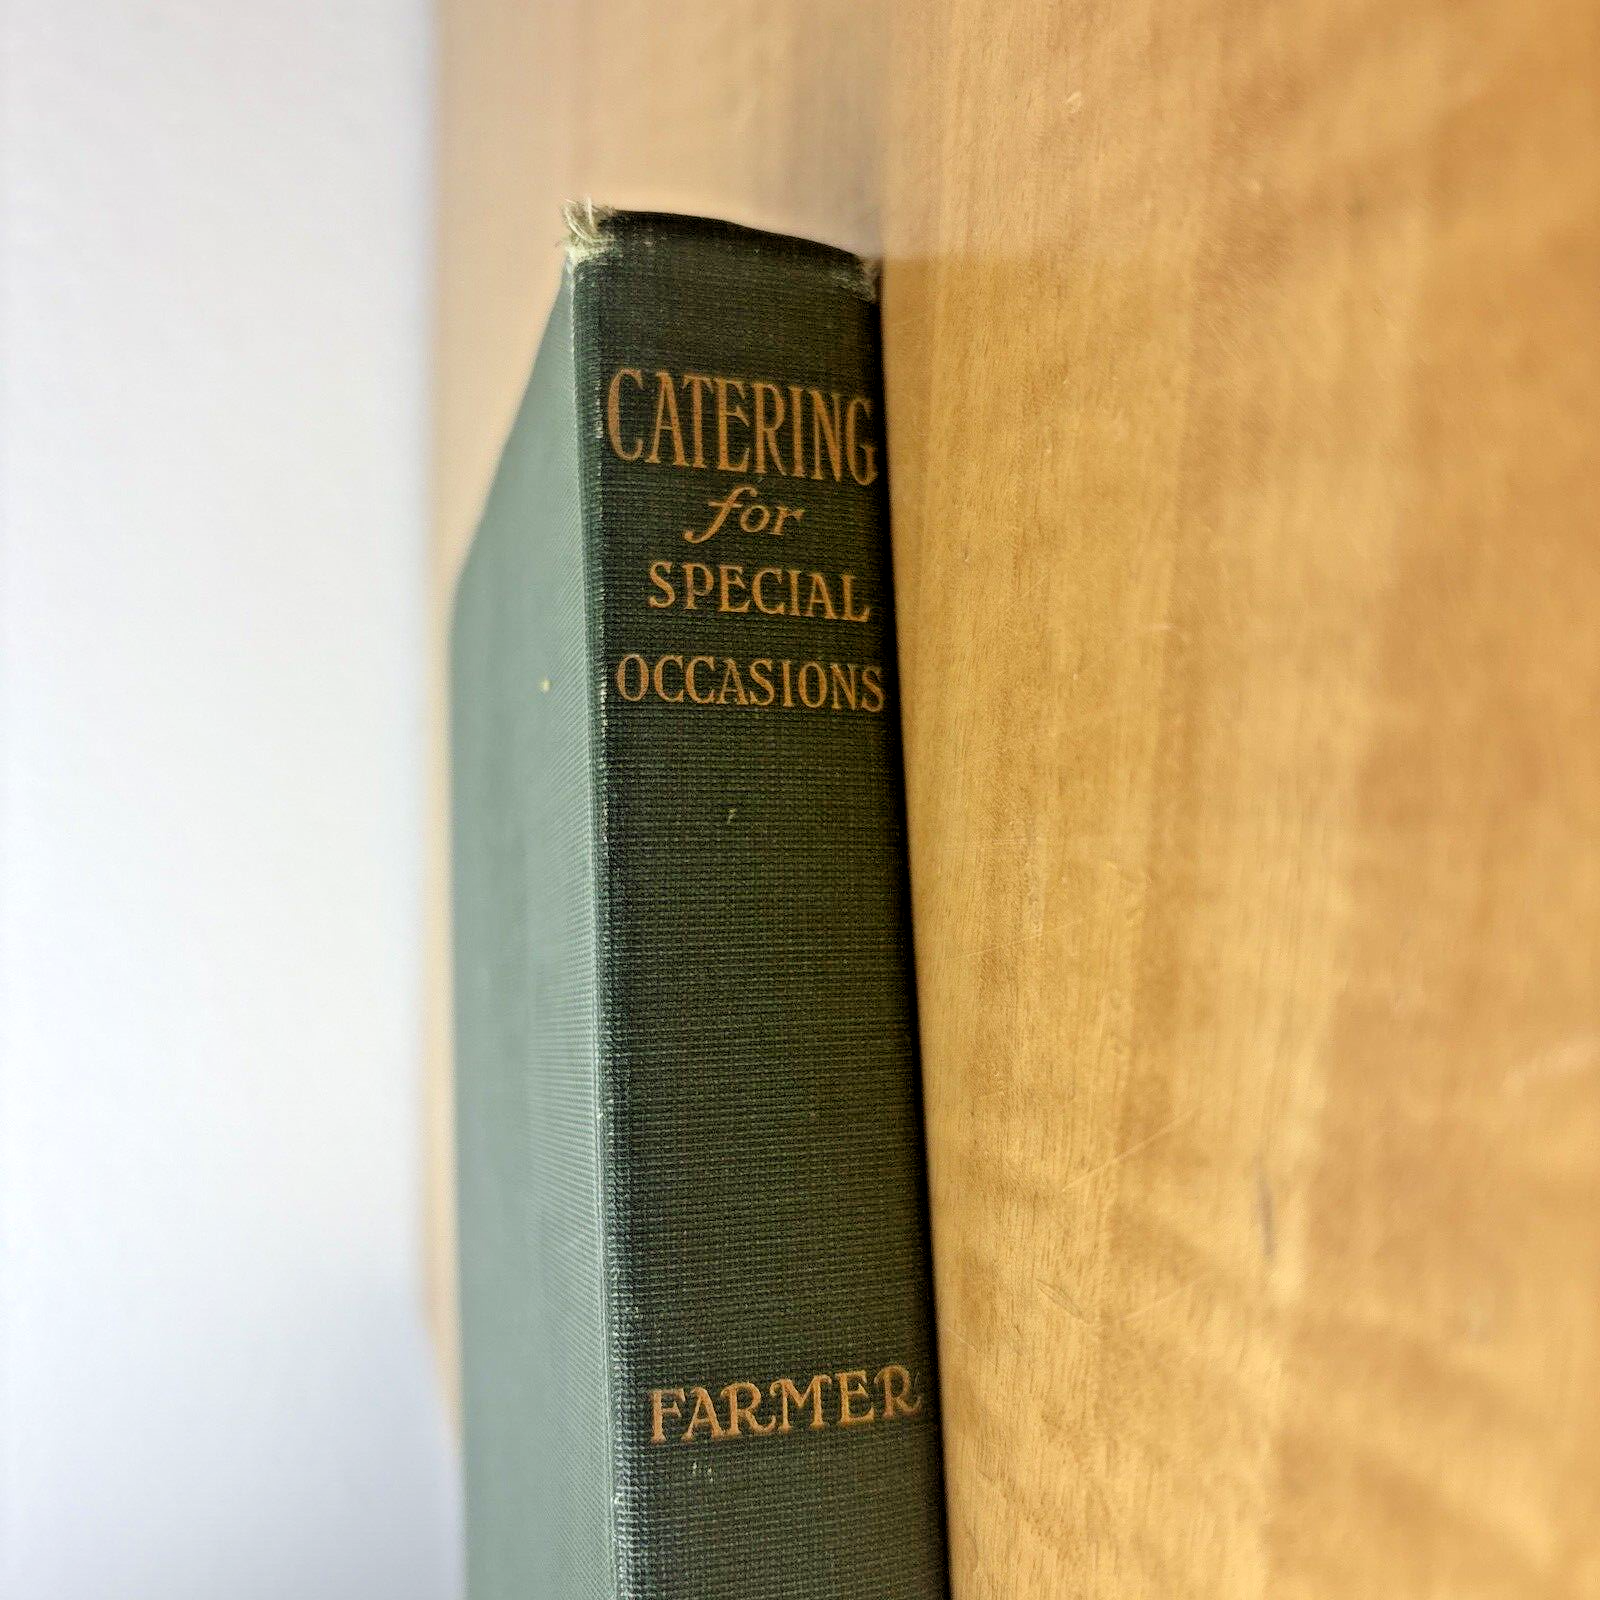 CATERING
for
SPECIAL
OCCASIONS
FARMER